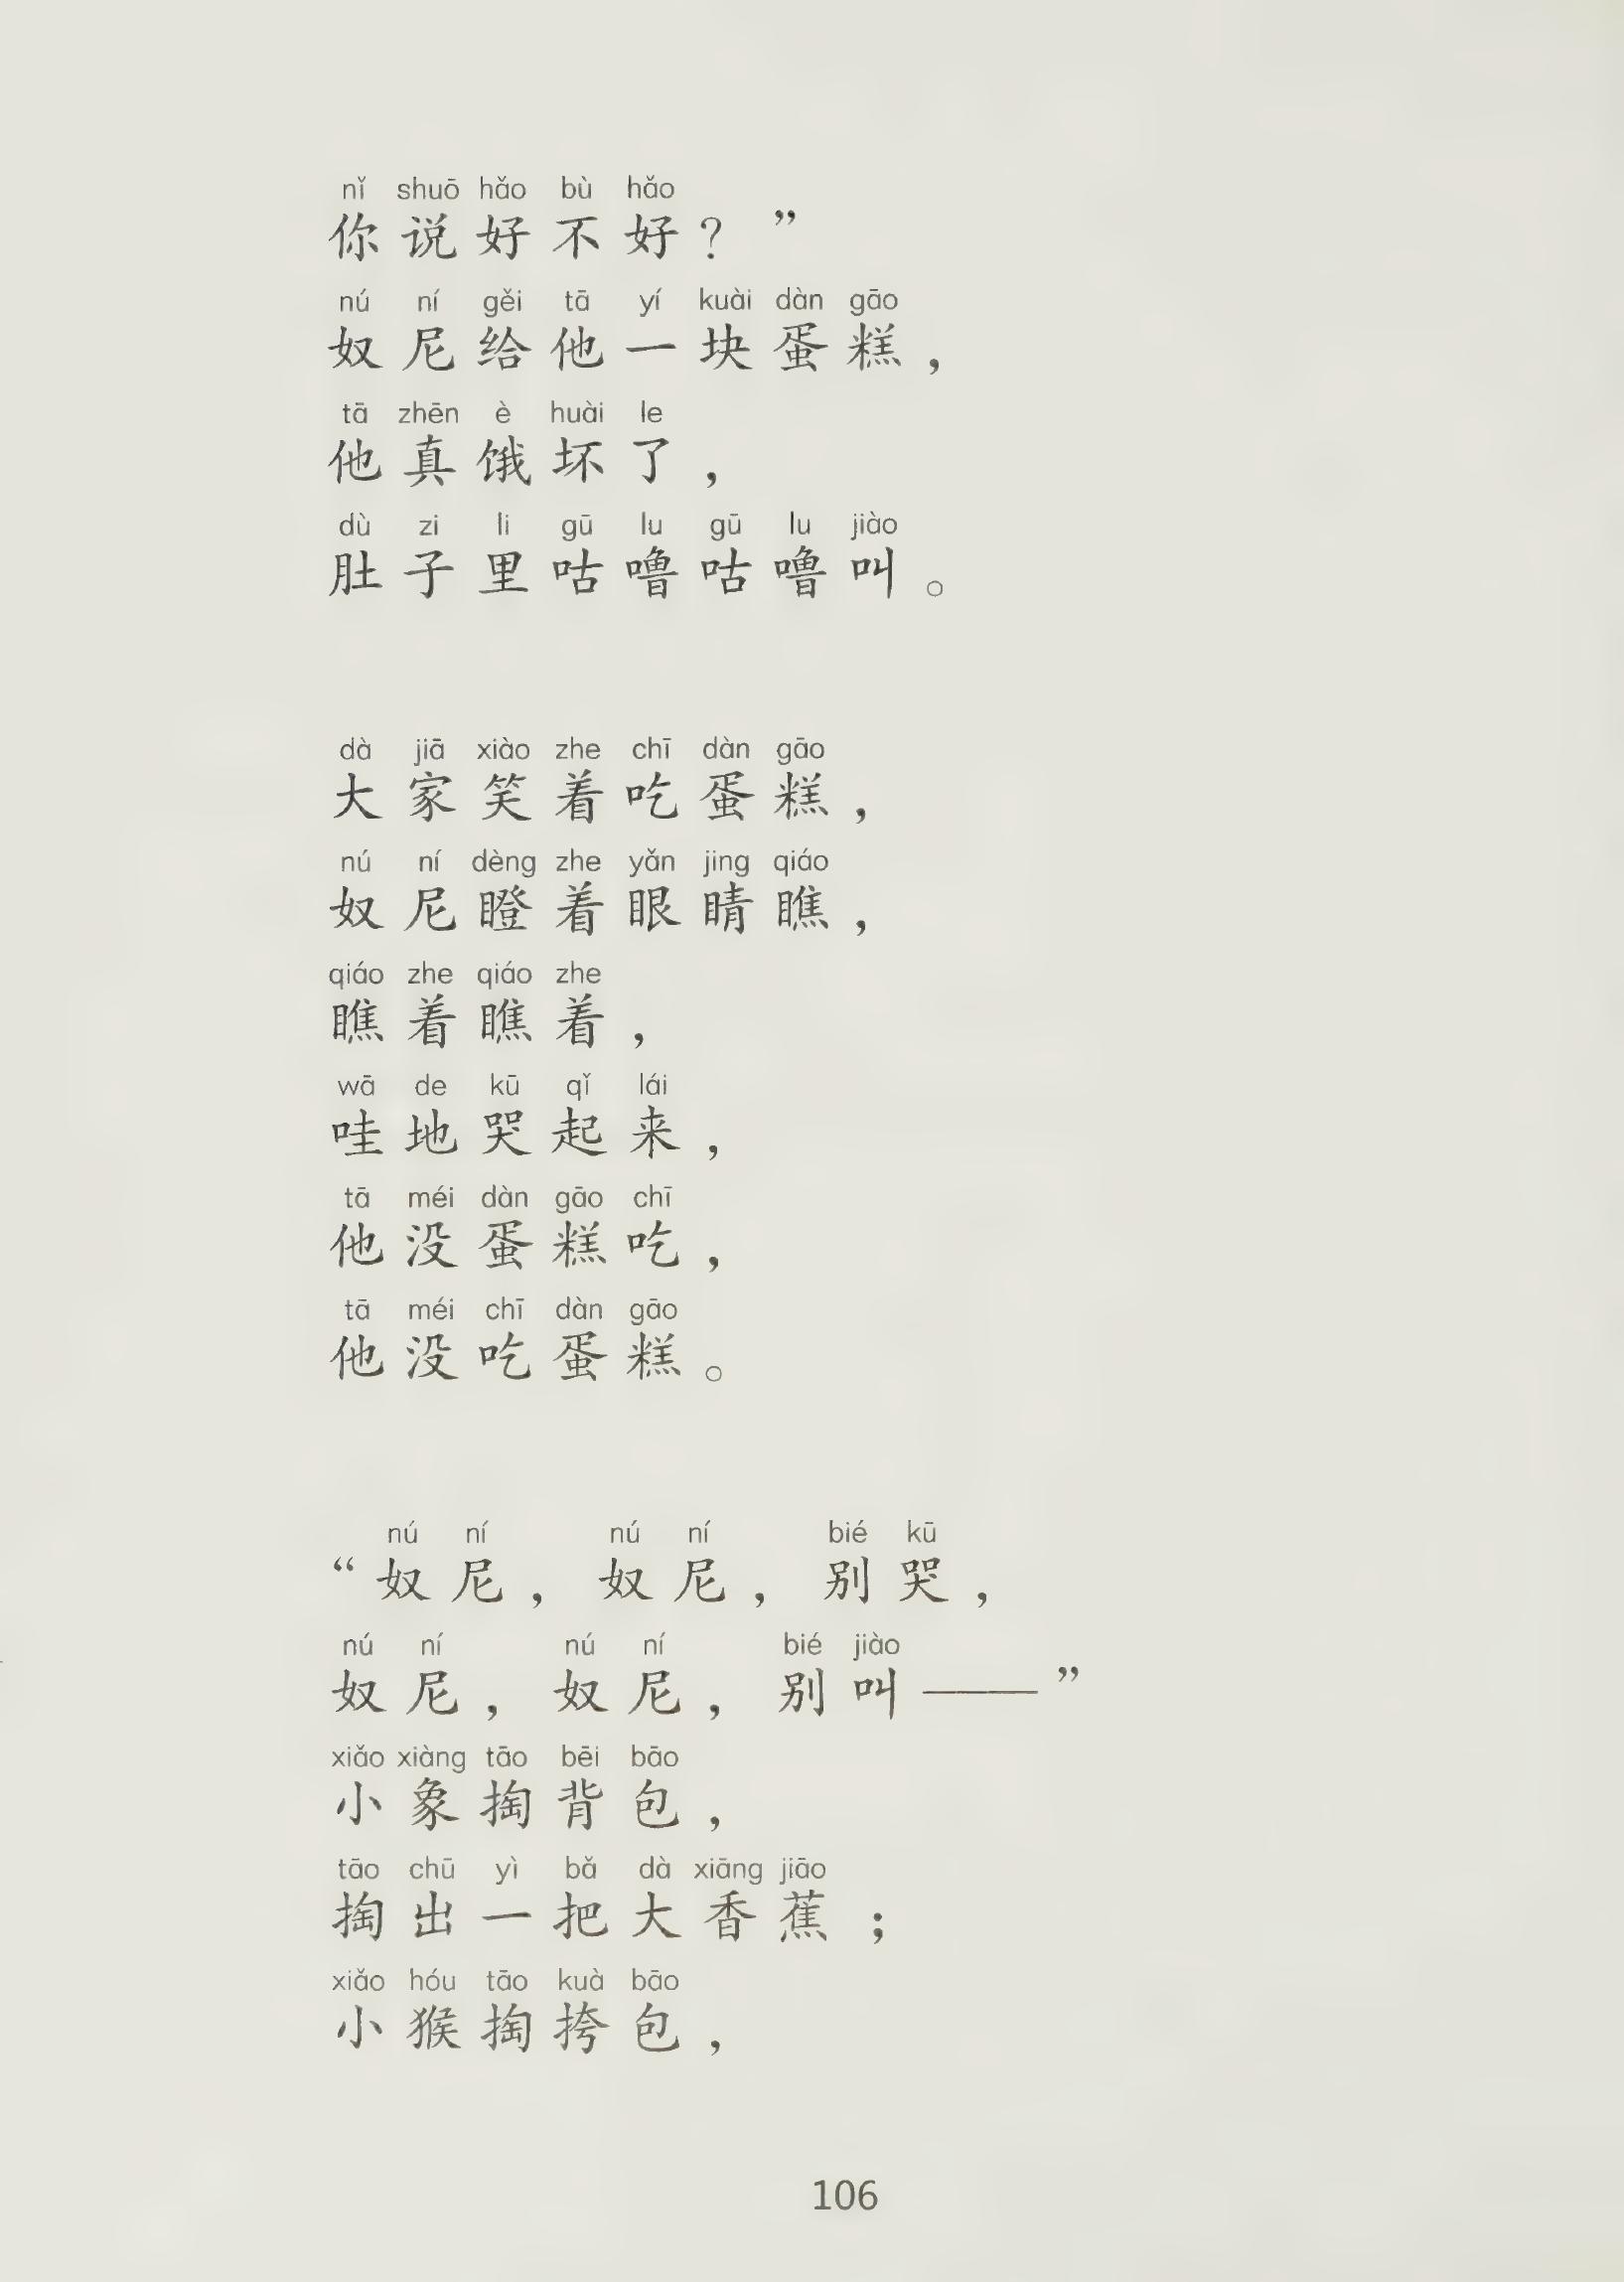 nǐ shuō hǎo bù hǎo
你说好不好？”
nú ní gěi tā yí kuài dàn gāo
奴尼给他一块蛋糕，
tā zhēn è huài le
他真饿坏了，
dù zi li gū lu gū lu jiào
肚子里咕噜咕噜叫。
dà jiā xiào zhe chī dàn gāo
大家笑着吃蛋糕，
nú ní dèng zhe yǎn jing qiáo
奴尼瞪着眼睛瞧，
qiáo zhe qiáo zhe
瞧着瞧着，
wā de kū qǐ lái
哇地哭起来，
tā méi dàn gāo chī
他没蛋糕吃，
tā méi chī dàn gāo
他没吃蛋糕。
nú ní nú ní bié kū
“奴尼，奴尼，别哭，
nú ní nú ní bié jiào
奴尼，奴尼，别叫——”
xiǎo xiàng tāo bēi bāo
小象掏背包，
tāo chū yì bǎ dà xiāng jiāo
掏出一把大香蕉；
xiǎo hóu tāo kuà bāo
小猴掏挎包，
106